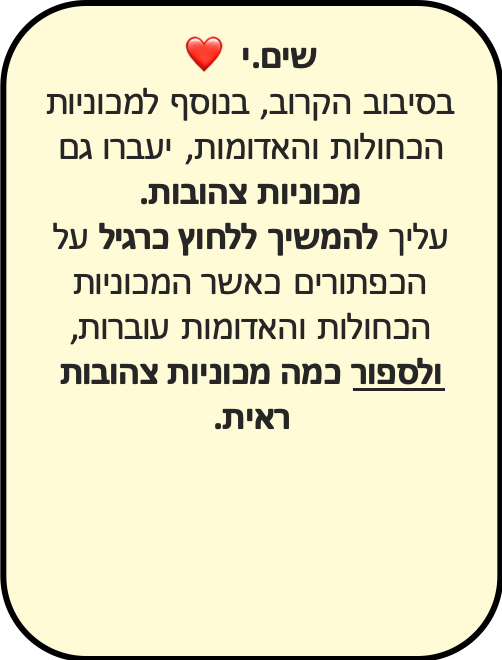 שים.י ❤️
בסיבוב הקרוב, בנוסף למכוניות
הכחולות והאדומות, יעברו גם
מכוניות צהובות.
עליך להמשיך ללחוץ כרגיל על
הכפתורים כאשר המכוניות
הכחולות והאדומות עוברות,
ולספור כמה מכוניות צהובות
ראית.